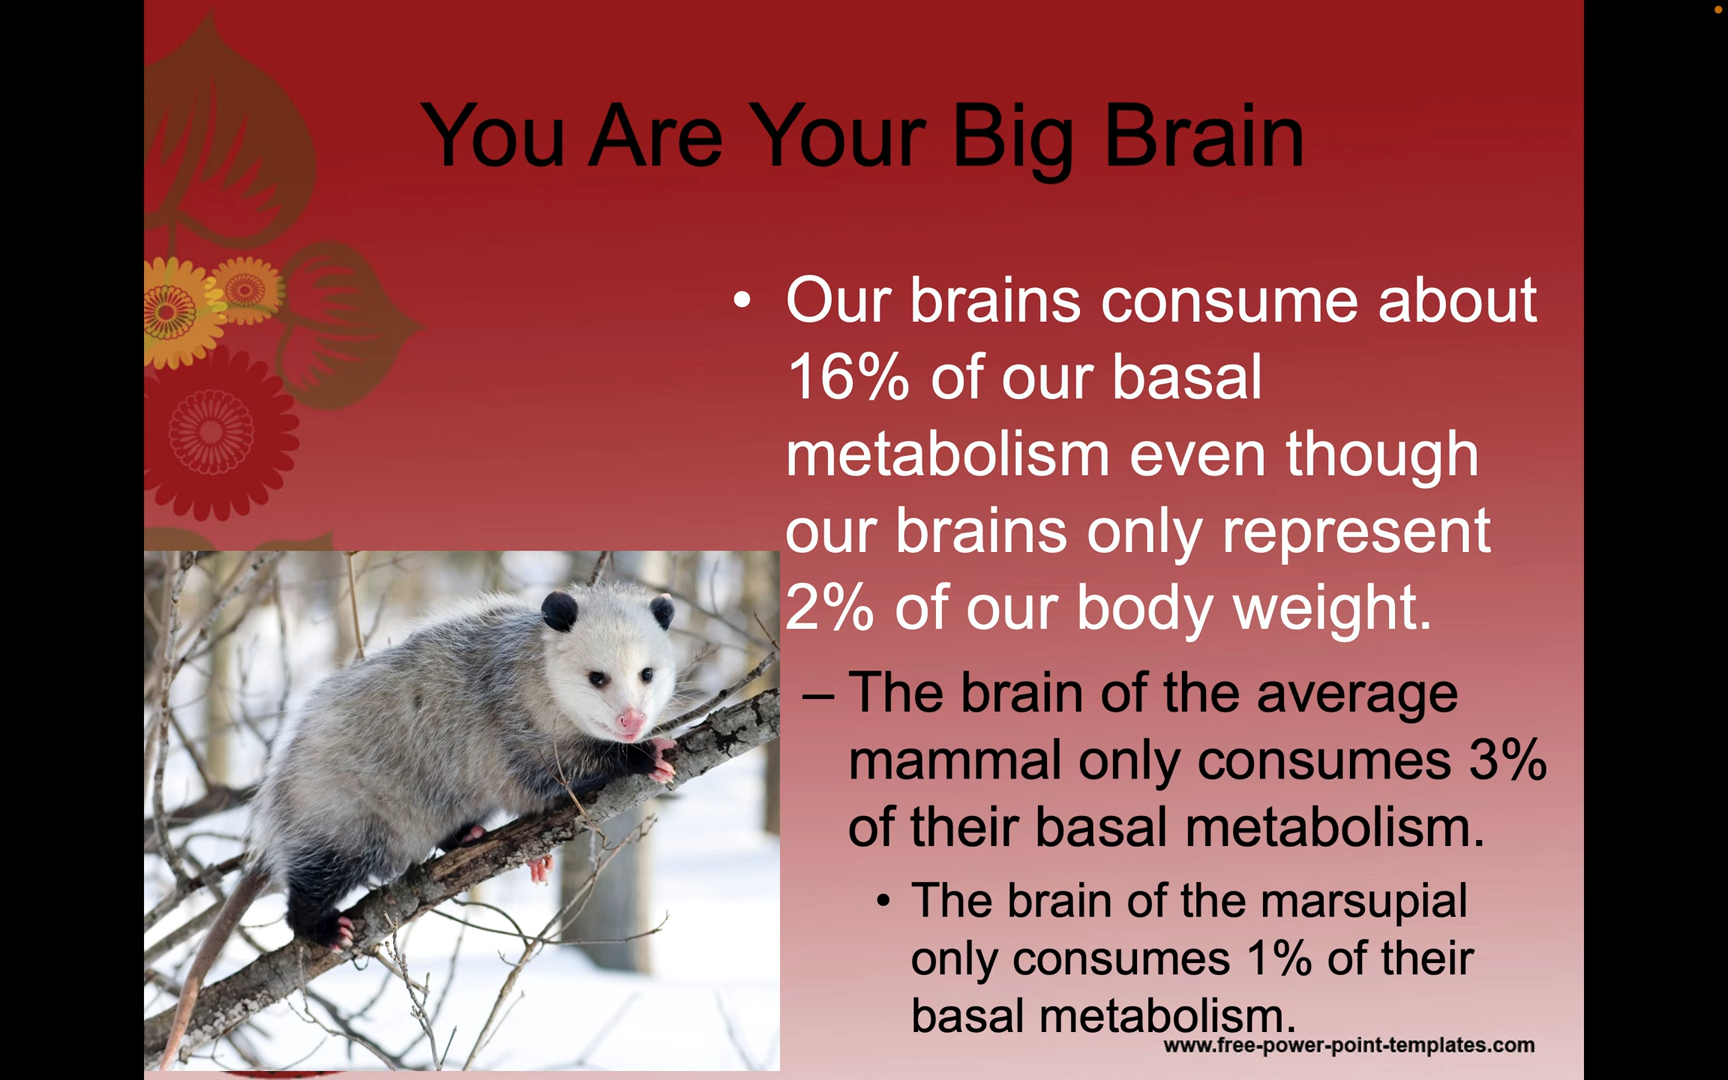 You Are Your Big Brain
• Our brains consume about
16% of our basal
metabolism even though
our brains only represent
2% of our body weight.
– The brain of the average
mammal only consumes 3%
of their basal metabolism.
• The brain of the marsupial
only consumes 1% of their
basal metabolism.
www.free-power-point-templates.com